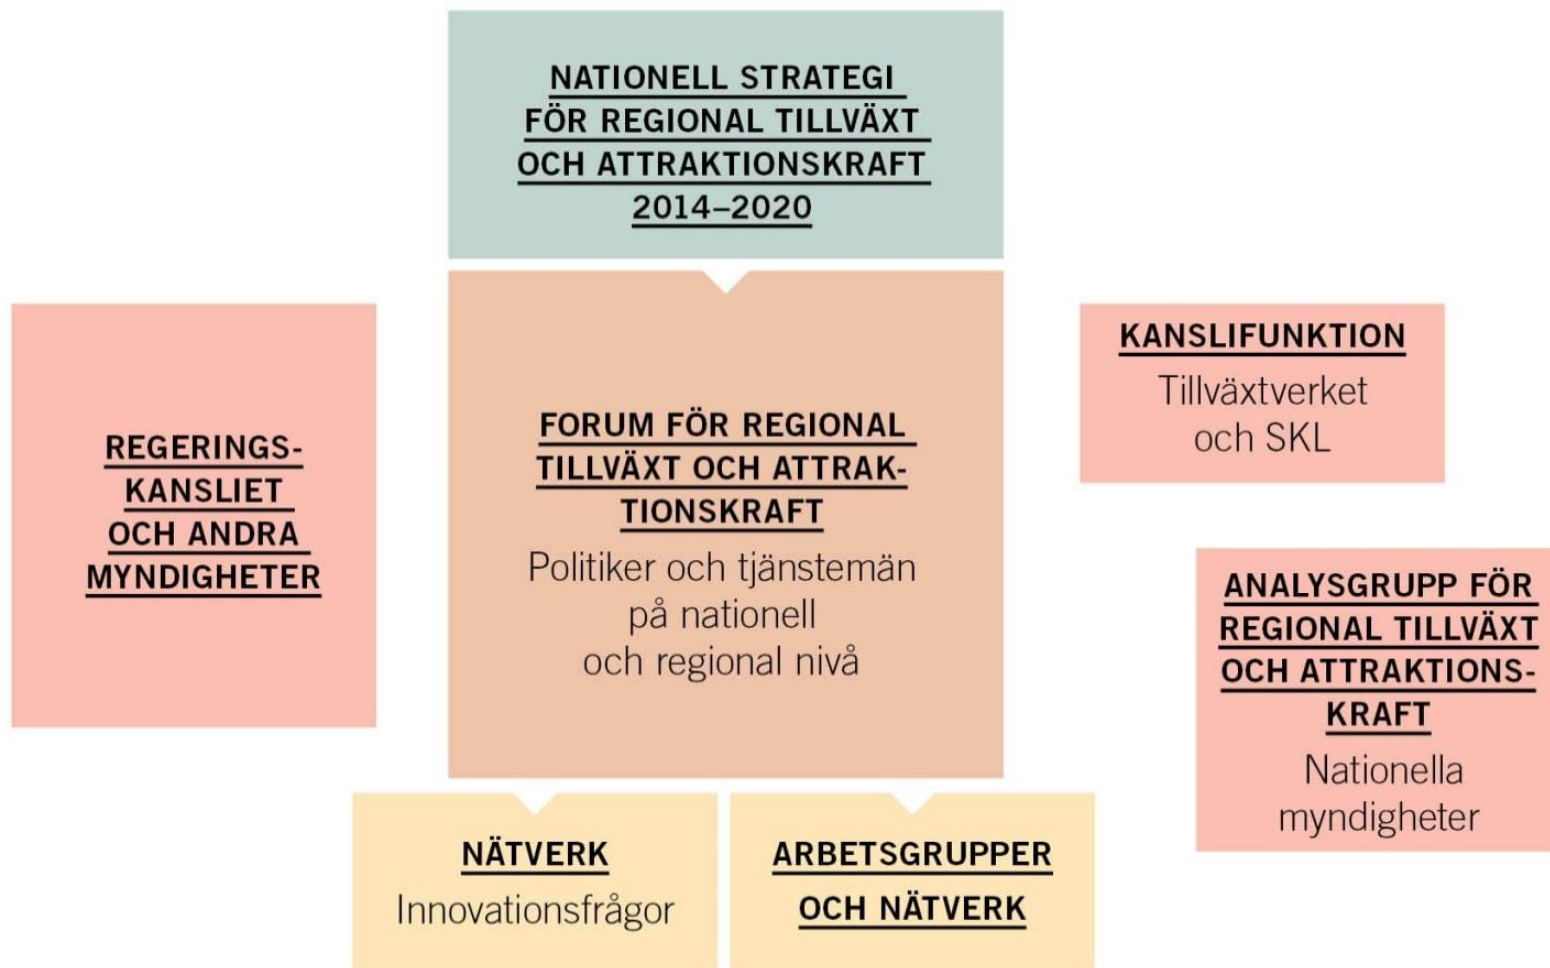 NATIONELL STRATEGI
FÖR REGIONAL TILLVÄXT
OCH ATTRAKTIONSKRAFT
2014–2020
REGERINGS-
KANSLIET
OCH ANDRA
MYNDIGHETER
FORUM FÖR REGIONAL
TILLVÄXT OCH ATTRAK-
TIONSKRAFT
Politiker och tjänstemän
på nationell
och regional nivå
KANSLIFUNKTION
Tillväxtverket
och SKL
ANALYSGRUPP FÖR
REGIONAL TILLVÄXT
OCH ATTRAKTIONS-
KRAFT
Nationella
myndigheter
NÄTVERK
Innovationsfrågor
ARBETSGRUPPER
OCH NÄTVERK